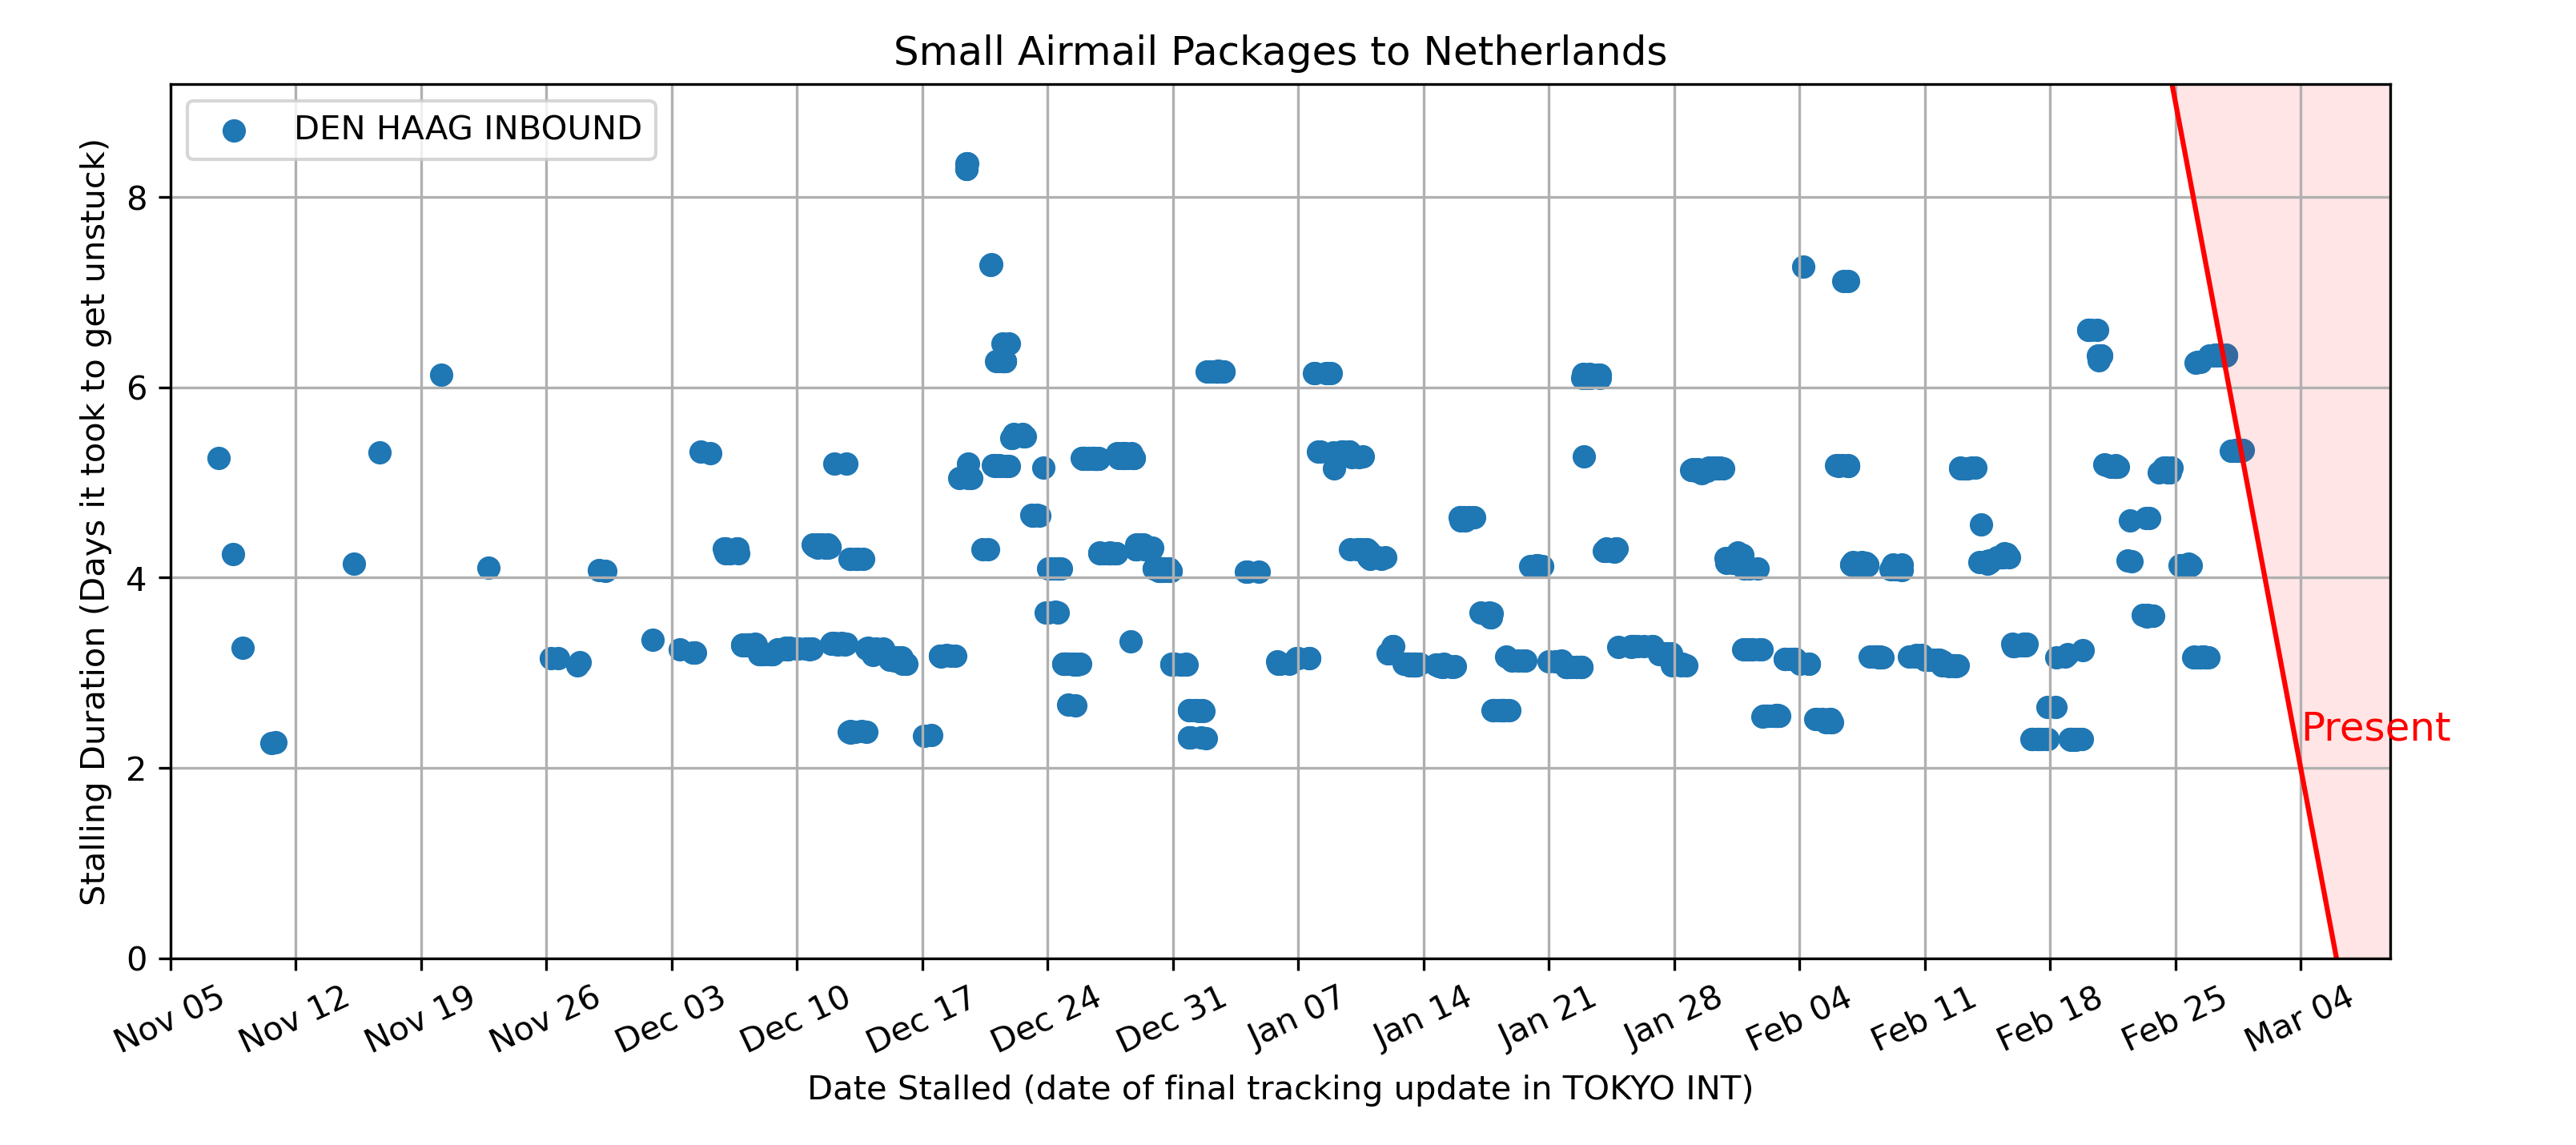 Small Airmail Packages to Netherlands
DEN HAAG INBOUND
Stalling Duration (Days it took to get unstuck)
8
6
4
2
0
Present
Nov 05
Nov 12
Nov 19
Nov 26
Dec 03
Dec 10
Dec 17
Dec 24
Dec 31
Jan 07
Jan 14
Jan 21
Jan 28
Feb 04
Feb 11
Feb 18
Feb 25
Mar 04
Date Stalled (date of final tracking update in TOKYO INT)